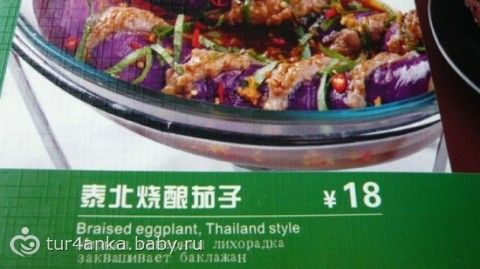 泰北烧酿茄子 ¥18
Braised eggplant, Thailand style
лихорадка
заквашивает баклажан
tur4anka.baby.ru